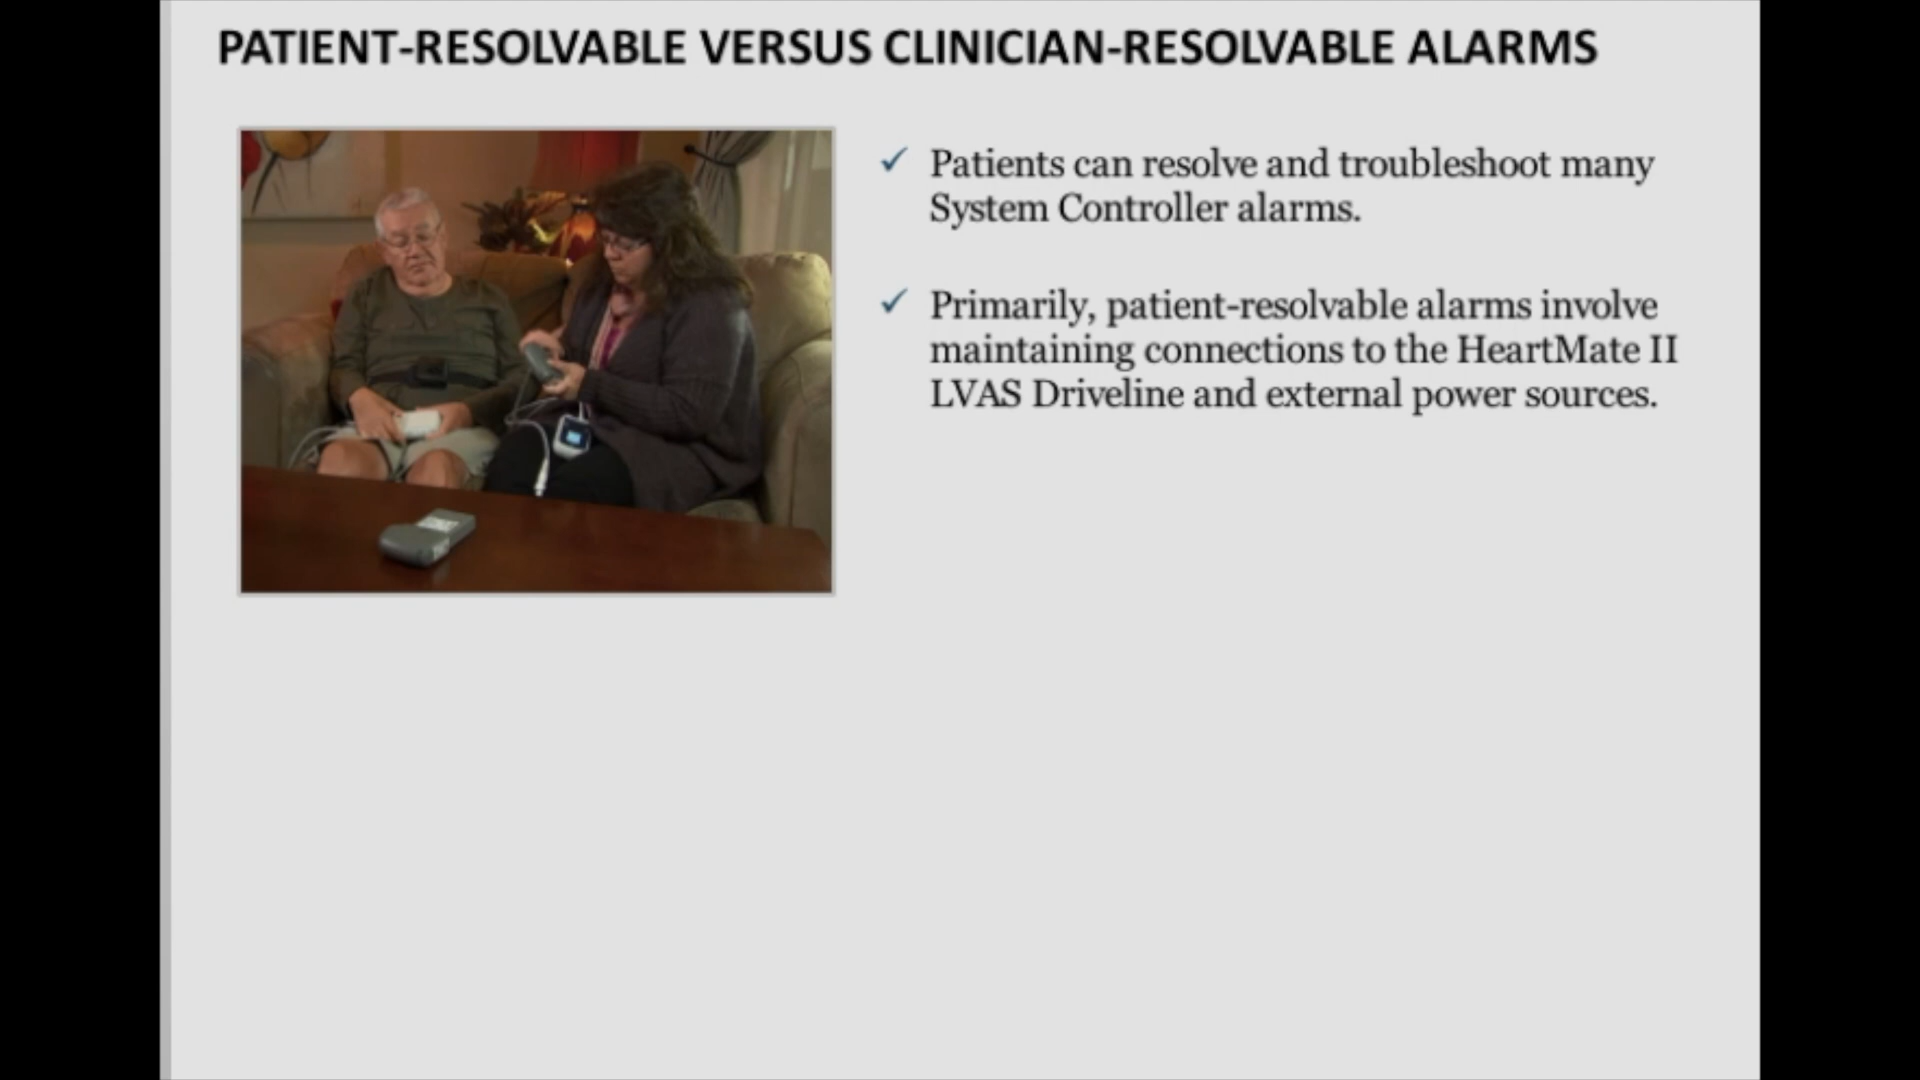 PATIENT-RESOLVABLE VERSUS CLINICIAN-RESOLVABLE ALARMS
Patients can resolve and troubleshoot many
System Controller alarms.
Primarily, patient-resolvable alarms involve
maintaining connections to the HeartMate II
LVAS Driveline and external power sources.